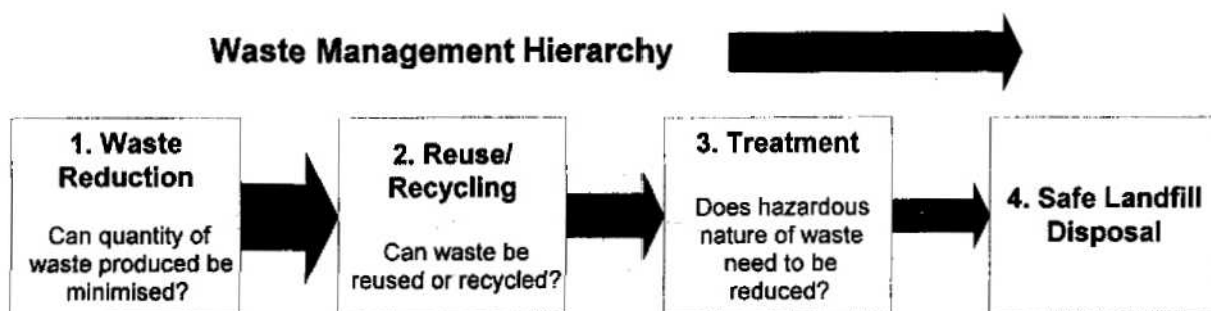 Waste Management Hierarchy
1. Waste
Reduction
Can quantity of
waste produced be
minimised?
2. Reuse/
Recycling
Can waste be
reused or recycled?
3. Treatment
Does hazardous
nature of waste
need to be
reduced?
4. Safe Landfill
Disposal